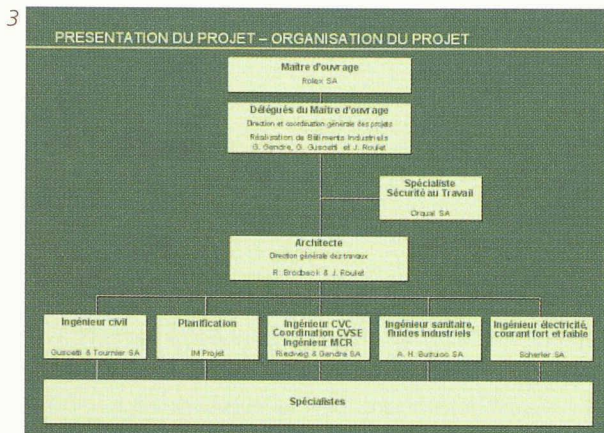 3
PRESENTATION DU PROJET – ORGANISATION DU PROJET
Maître d'ouvrage
Rolex SA
Délégués du Maître d'ouvrage
Direction et coordination générale des projets
Réalisation de Bâtiments Industriels
G. Gendre, G. Guscetti et J. Roulet
Spécialiste
Sécurité au Travail
Orqual SA
Architecte
Direction générale des travaux
R. Brodbeck & J. Roulet
Ingénieur civil
Guscetti & Tournier SA
Planification
IM Projet
Ingénieur CVC
Coordination CVSE
Ingénieur MCR
Riedweg & Gendre SA
Ingénieur sanitaire,
fluides industriels
A. H. SA
Ingénieur électricité,
courant fort et faible
Scherler SA
Spécialistes